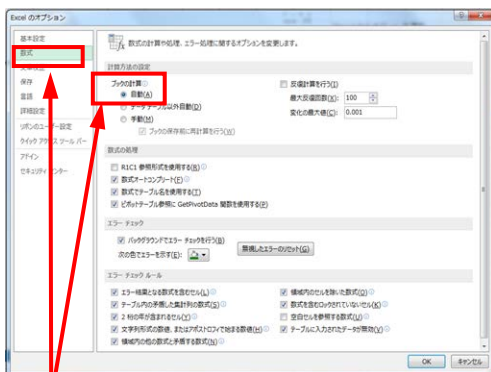 Excel のオプション
基本設定
数式
保存
言語
詳細設定
リボンのユーザー設定
クイック アクセス ツール バー
アドイン
セキュリティ センター
数式の計算や処理、エラー処理に関するオプションを変更します。
計算方法の設定
ブックの計算
自動(A)
データ テーブル以外自動(D)
手動(M)
ブックの保存前に再計算を行う(W)
反復計算を行う(I)
最大反復回数(X): 100
変化の最大値(C): 0.001
数式の処理
R1C1 参照形式を使用する(R)
数式オートコンプリート(F)
数式でテーブル名を使用する(T)
ピボットテーブル参照に GetPivotData 関数を使用する(P)
エラー チェック
バックグラウンドでエラー チェックを行う(B)
次の色でエラーを示す(E):
無視したエラーのリセット(G)
エラー チェック ルール
エラー結果となる数式を含むセル(L)
テーブル内の矛盾した集計列の数式(S)
2 桁の年が含まれるセル(Y)
文字列形式の数値、またはアポストロフィで始まる数値(H)
領域内の他の数式と矛盾する数式(N)
領域内のセルを除いた数式(O)
数式を含むロックされていないセル(K)
空白セルを参照する数式(U)
テーブルに入力されたデータが無効(V)
OK
キャンセル